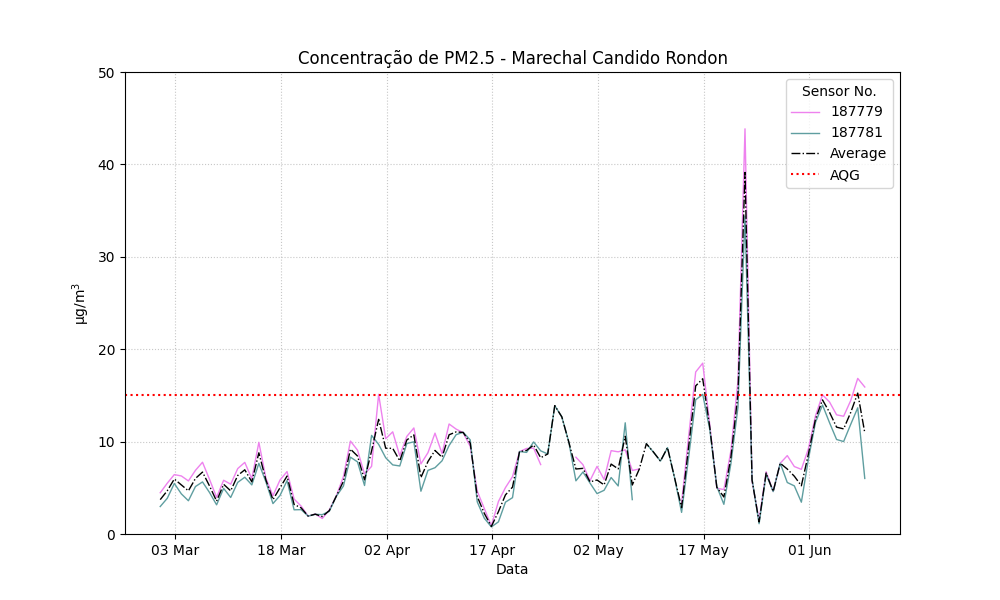 Concentração de PM2.5 - Marechal Candido Rondon
50
40
30
20
10
0
µg/m³
03 Mar
18 Mar
02 Apr
17 Apr
02 May
17 May
01 Jun
Data
Sensor No.
187779
187781
Average
AQG